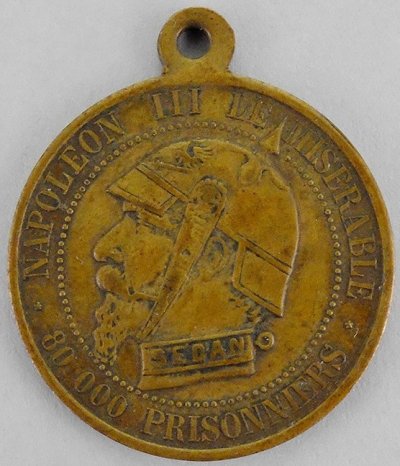 NAPOLEON III LE MISERABLE
80.000 PRISONNIERS
SEDAN